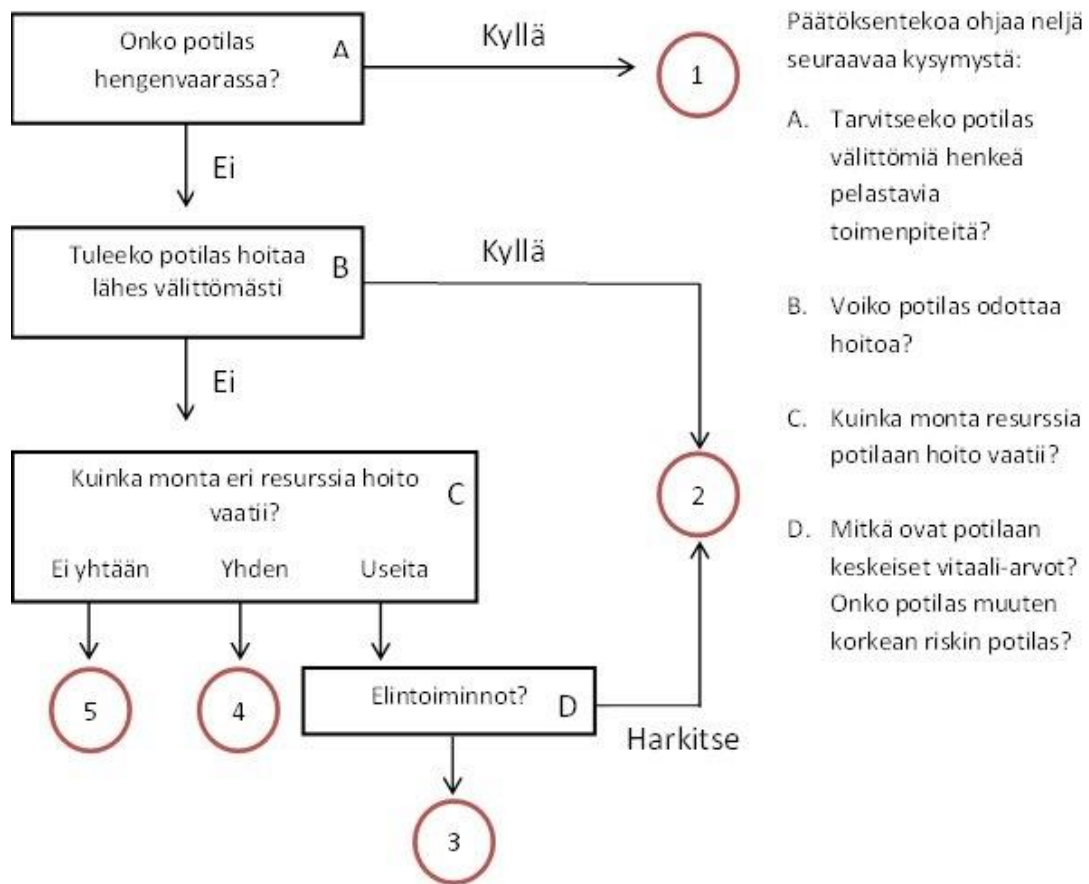 Onko potilas
hengenvaarassa?
A
Kyllä
1
Ei
Tuleeko potilas hoitaa
lähes välittömästi
B
Kyllä
Ei
2
Kuinka monta eri resurssia hoito
vaatii?
C
Ei yhtään
Yhden
Useita
5
4
Elintoiminnot?
D
Harkitse
3
Päätöksentekoa ohjaa neljä
seuraavaa kysymystä:
A. Tarvitseeko potilas
välittömiä henkeä
pelastavia
toimenpiteitä?
B. Voiko potilas odottaa
hoitoa?
C. Kuinka monta resurssia
potilaan hoito vaatii?
D. Mitkä ovat potilaan
keskeiset vitaali-arvot?
Onko potilas muuten
korkean riskin potilas?